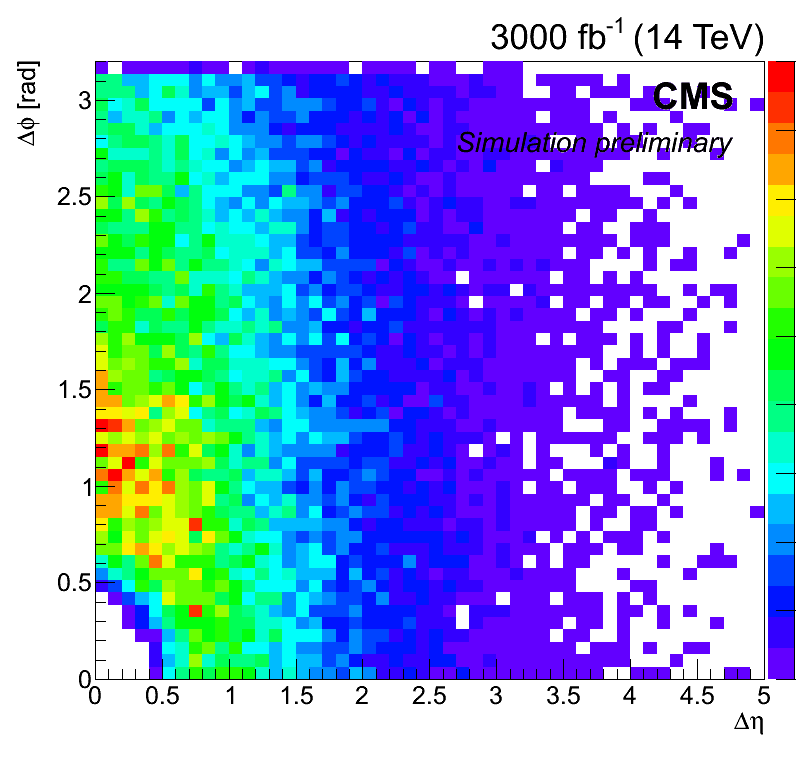 3000 fb⁻¹ (14 TeV)
CMS
Simulation preliminary
Δϕ [rad]
3
2.5
2
1.5
1
0.5
0
0 0.5 1 1.5 2 2.5 3 3.5 4 4.5 5
Δη